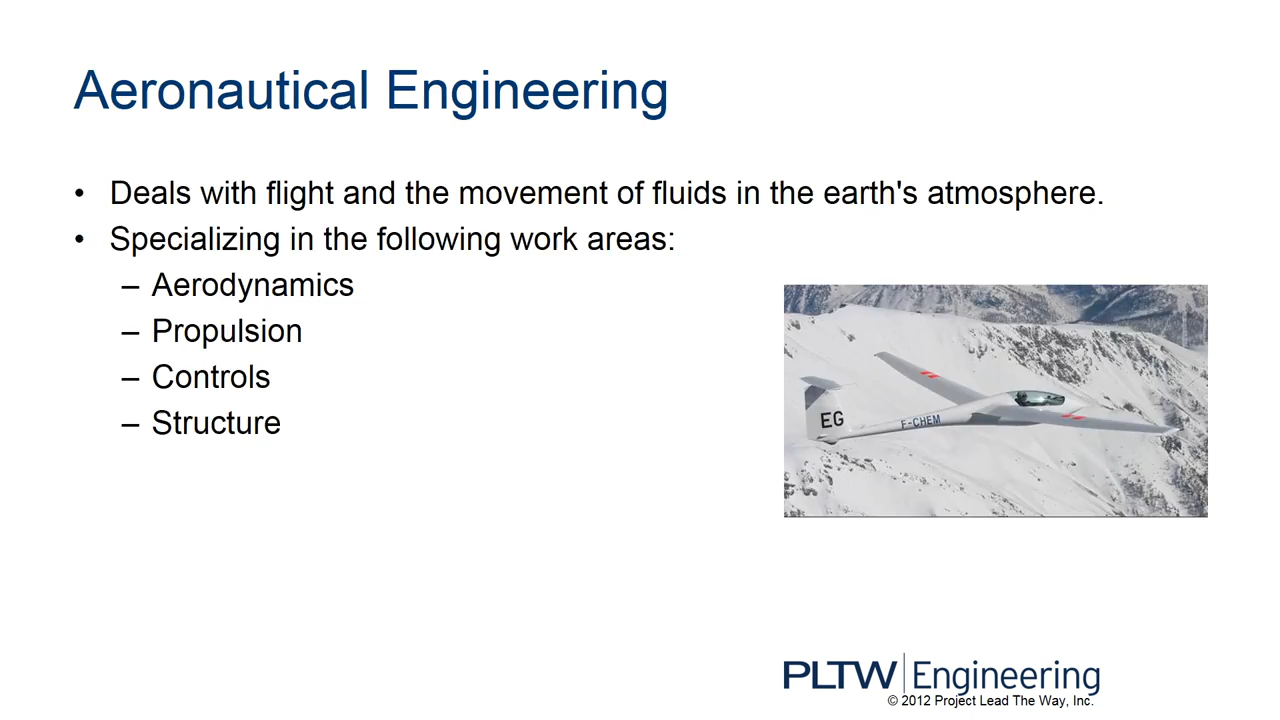 Aeronautical Engineering
• Deals with flight and the movement of fluids in the earth's atmosphere.
• Specializing in the following work areas:
– Aerodynamics
– Propulsion
– Controls
– Structure
EG
F-CHEM
PLTW Engineering
© 2012 Project Lead The Way, Inc.